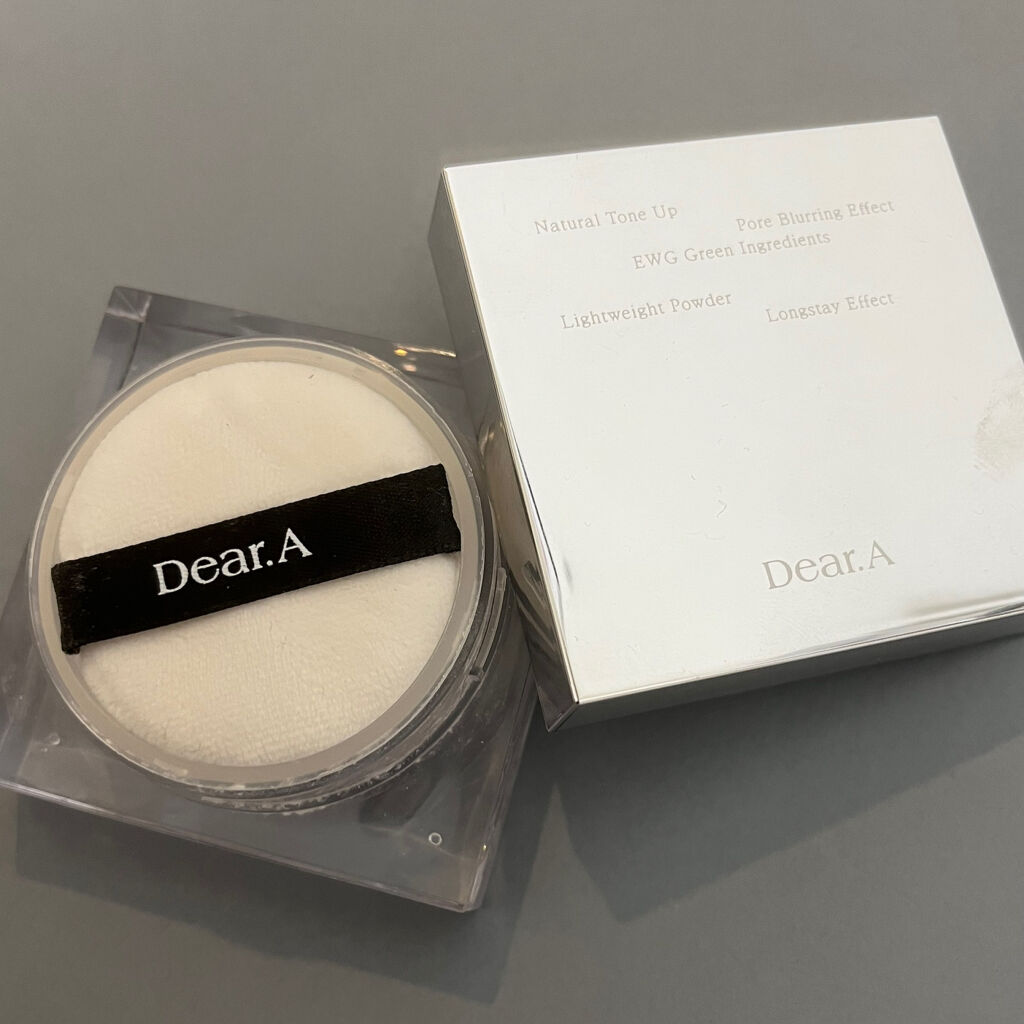 Natural Tone Up
Pore Blurring Effect
EWG Green Ingredients
Lightweight Powder
Longstay Effect
Dear.A
Dear.A